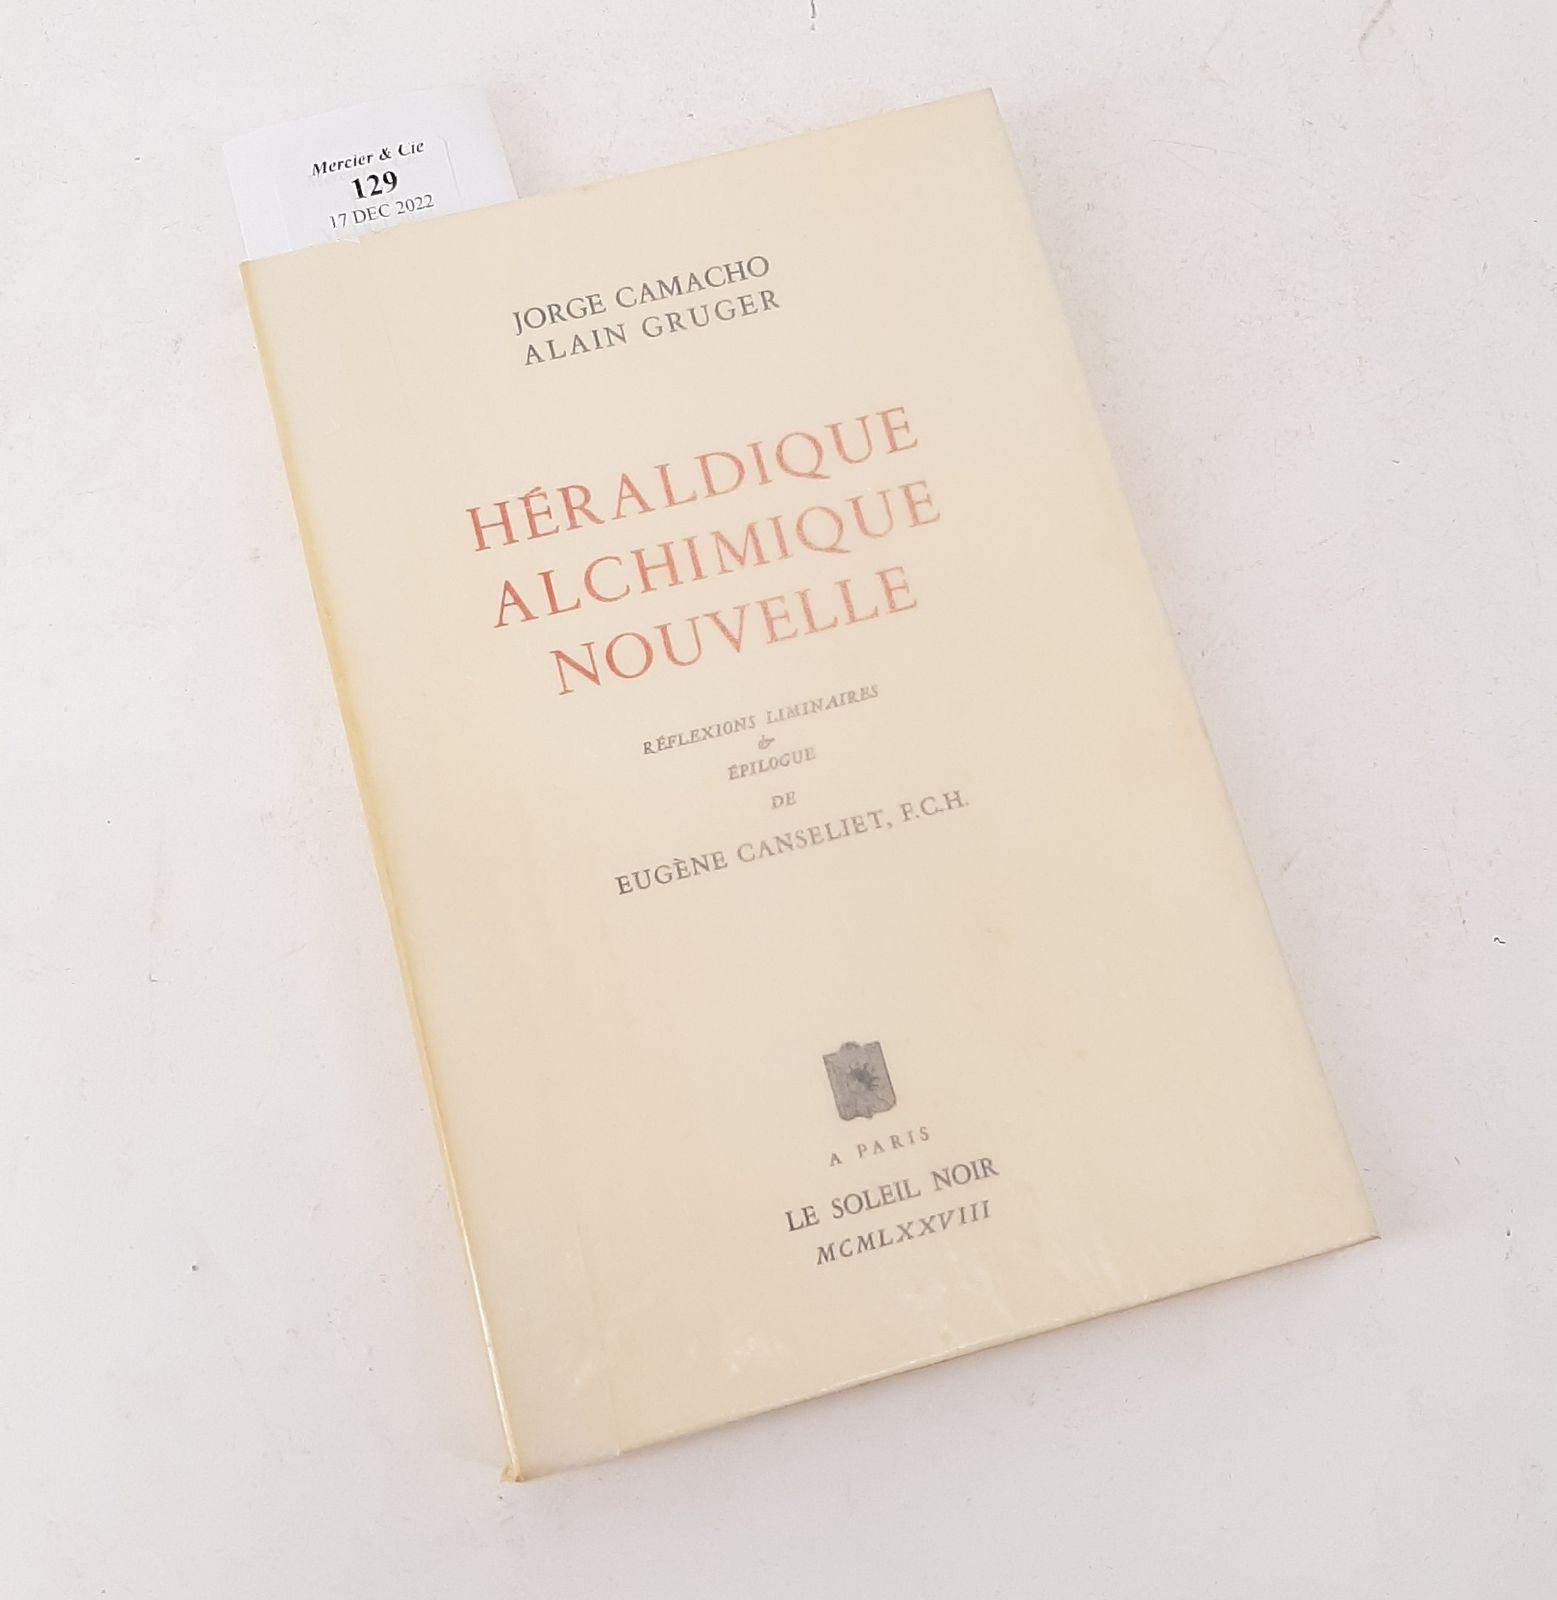 Mercier & Cie
129
17 DEC 2022
JORGE CAMACHO
ALAIN GRUGER
HÉRALDIQUE
ALCHIMIQUE
NOUVELLE
RÉFLEXIONS LIMINAIRES
&
ÉPILOGUE
DE
EUGÈNE CANSELIET, F.C.H.
A PARIS
LE SOLEIL NOIR
MCMLXXVIII